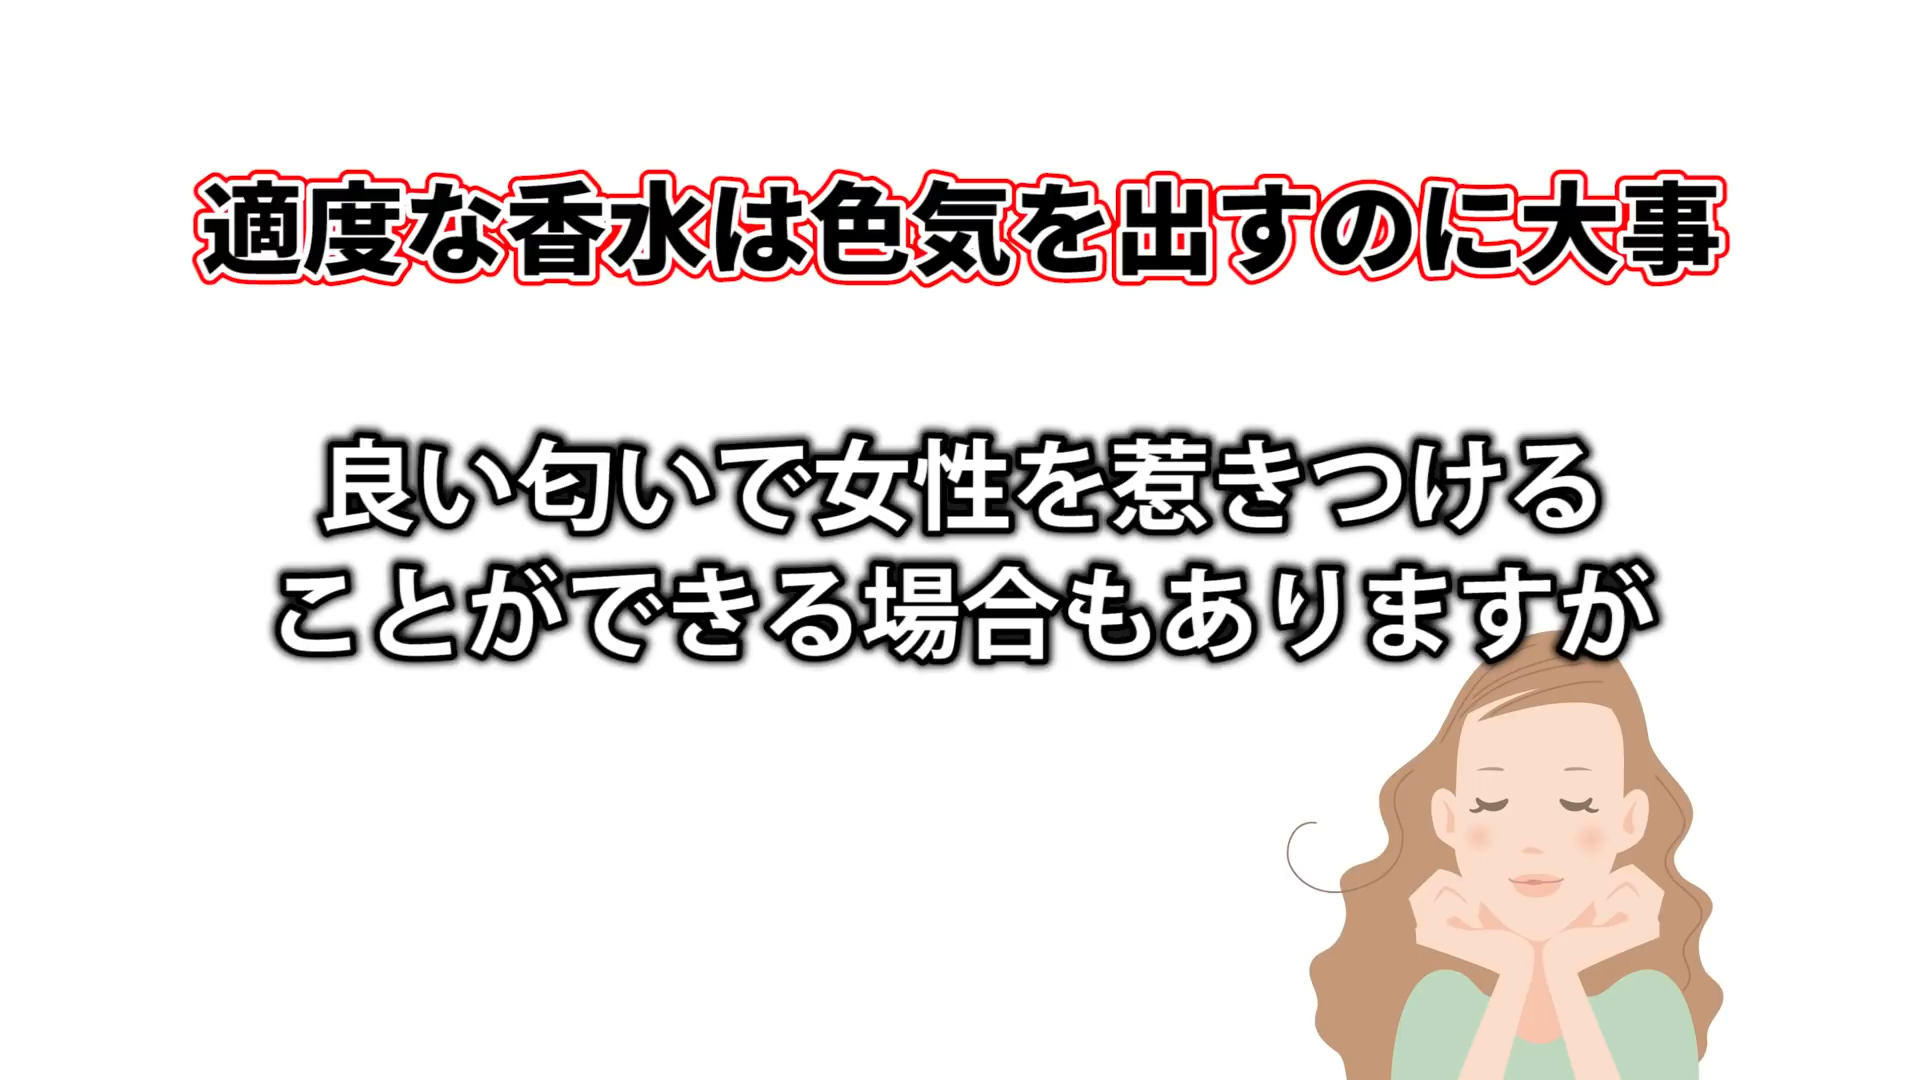 適度な香水は色気を出すのに大事
良い匂いで女性を惹きつける
ことができる場合もありますが